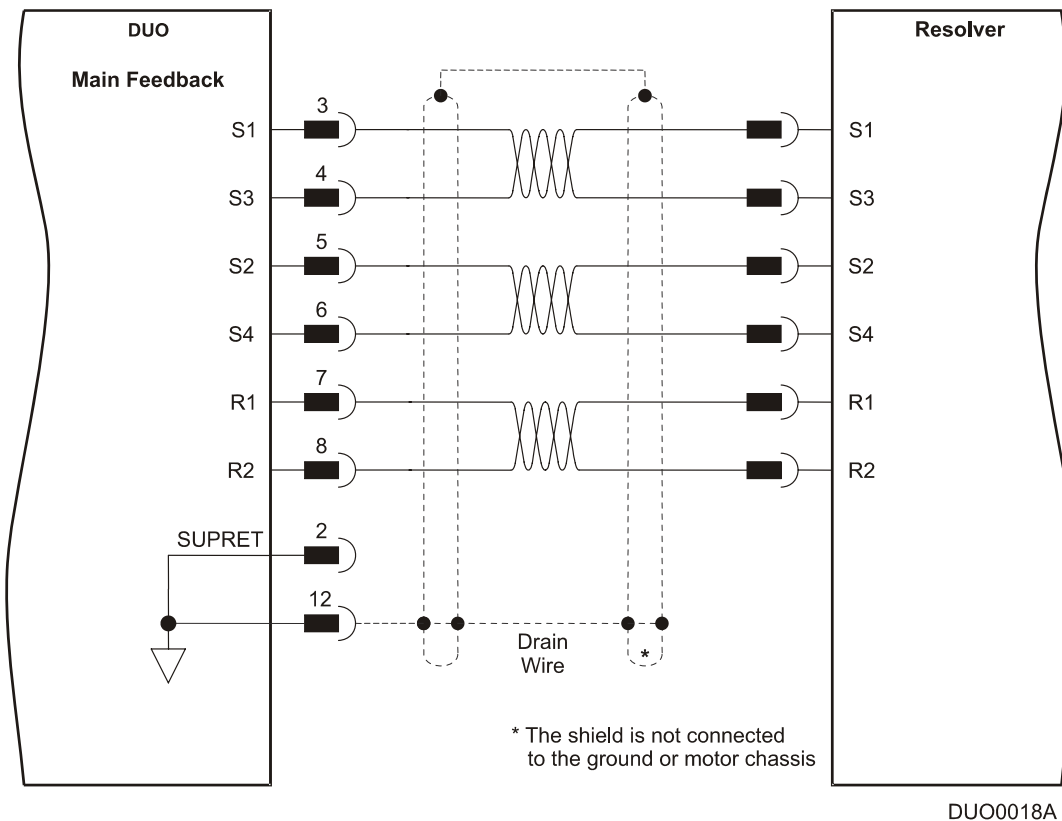 DUO
Main Feedback
Resolver
3
S1
S1
4
S3
S3
5
S2
S2
6
S4
S4
7
R1
R1
8
R2
R2
2
SUPRET
12
Drain
Wire
*
* The shield is not connected
to the ground or motor chassis
DUO0018A